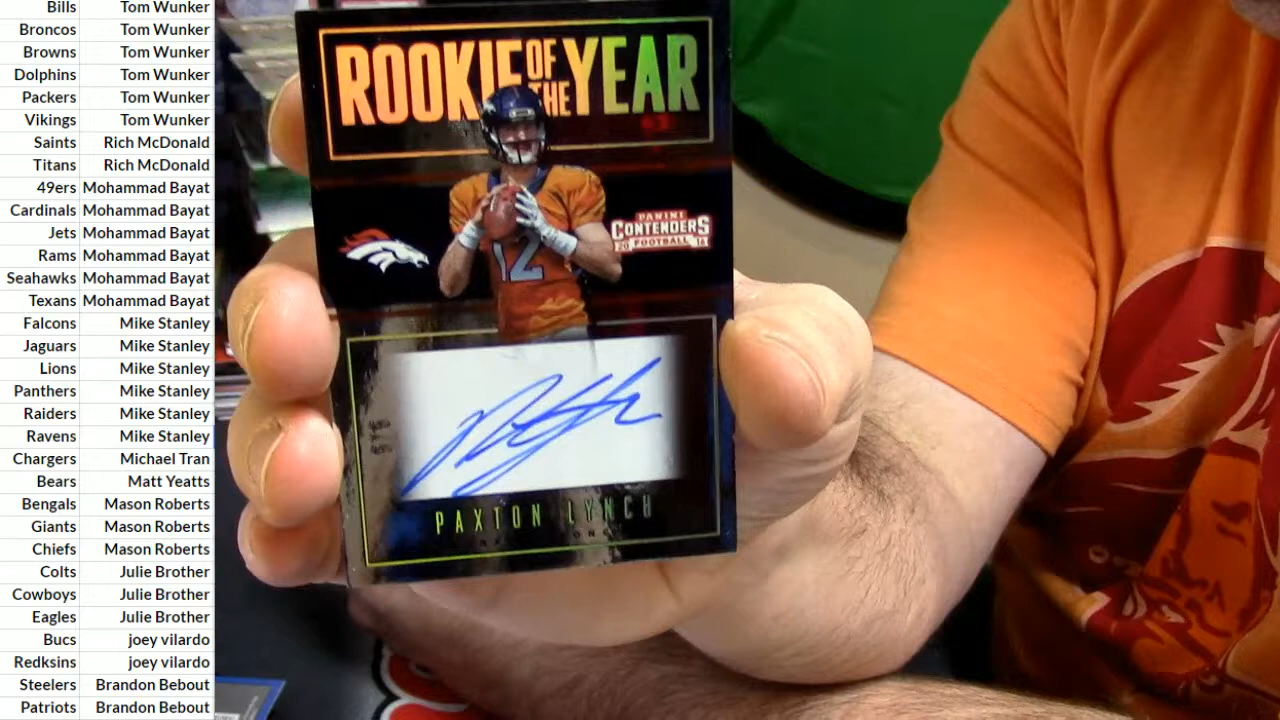 Bills Tom Wunker
Broncos Tom Wunker
Browns Tom Wunker
Dolphins Tom Wunker
Packers Tom Wunker
Vikings Tom Wunker
Saints Rich McDonald
Titans Rich McDonald
49ers Mohammad Bayat
Cardinals Mohammad Bayat
Jets Mohammad Bayat
Rams Mohammad Bayat
Seahawks Mohammad Bayat
Texans Mohammad Bayat
Falcons Mike Stanley
Jaguars Mike Stanley
Lions Mike Stanley
Panthers Mike Stanley
Raiders Mike Stanley
Ravens Mike Stanley
Chargers Michael Tran
Bears Matt Yeatts
Bengals Mason Roberts
Giants Mason Roberts
Chiefs Mason Roberts
Colts Julie Brother
Cowboys Julie Brother
Eagles Julie Brother
Bucs joey vilardo
Redksins joey vilardo
Steelers Brandon Bebout
Patriots Brandon Bebout
ROOKIE OF THE YEAR
PANINI
CONTENDERS
20 FOOTBALL 16
12
PAXTON LYNCH